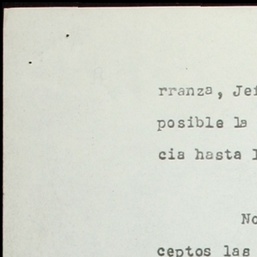 rranza, Jef
posible la
cia hasta l
No
ceptos las